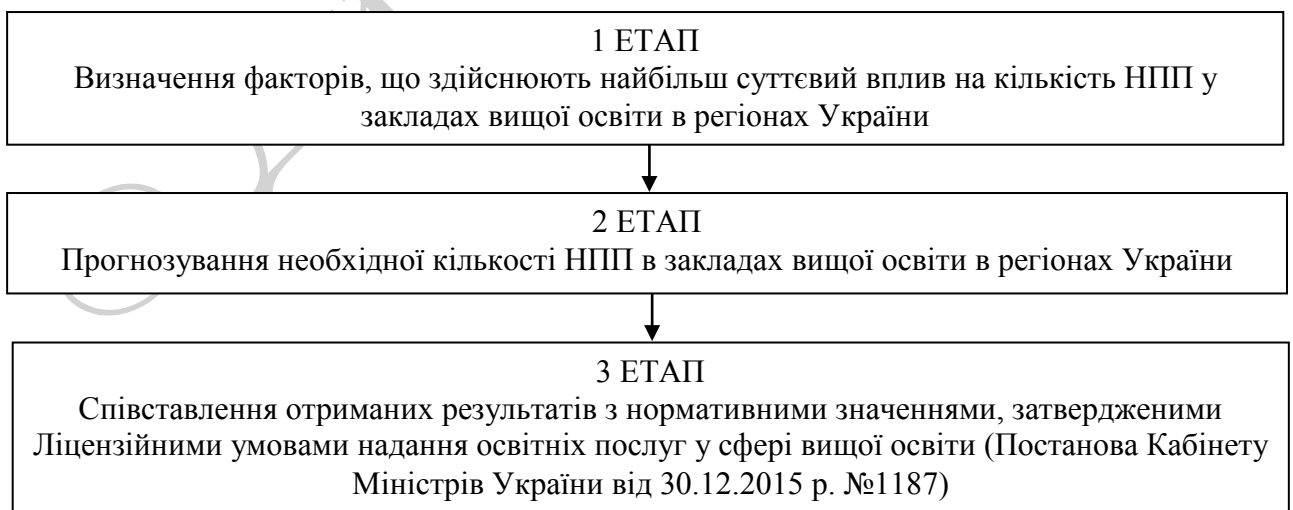 1 ЕТАП
Визначення факторів, що здійснюють найбільш суттєвий вплив на кількість НПП у
закладах вищої освіти в регіонах України
2 ЕТАП
Прогнозування необхідної кількості НПП в закладах вищої освіти в регіонах України
3 ЕТАП
Співставлення отриманих результатів з нормативними значеннями, затвердженими
Ліцензійними умовами надання освітніх послуг у сфері вищої освіти (Постанова Кабінету
Міністрів України від 30.12.2015 р. №1187)